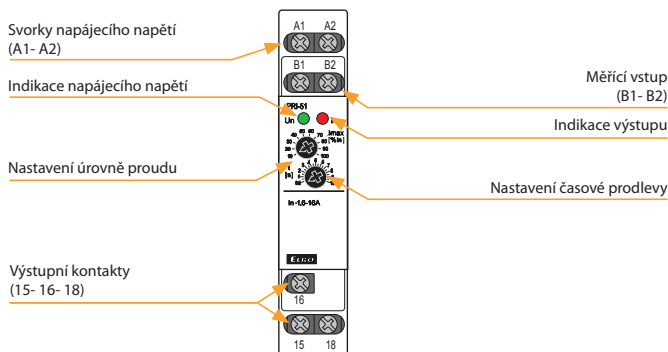 Svorky napájecího napětí
(A1- A2)
Indikace napájecího napětí
Nastavení úrovně proudu
Výstupní kontakty
(15- 16- 18)
A1 A2
B1 B2
PRI-51
Un
Imax
[%In]
[s]
In -1.6-16A
ELKO
16
15 18
Měřící vstup
(B1- B2)
Indikace výstupu
Nastavení časové prodlevy